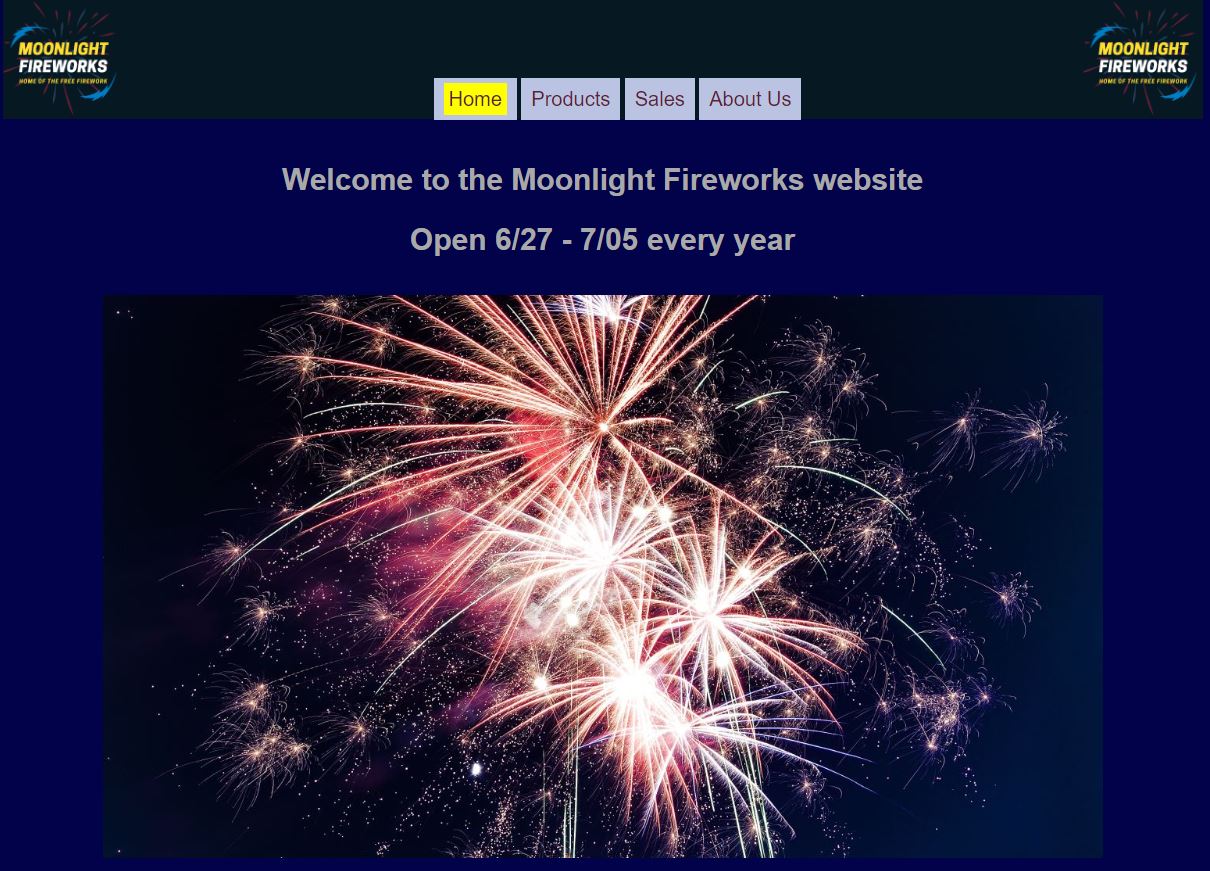 MOONLIGHT
FIREWORKS
HOME OF THE FREE FIREWORK
MOONLIGHT
FIREWORKS
HOME OF THE FREE FIREWORK
Home Products Sales About Us
Welcome to the Moonlight Fireworks website
Open 6/27 - 7/05 every year